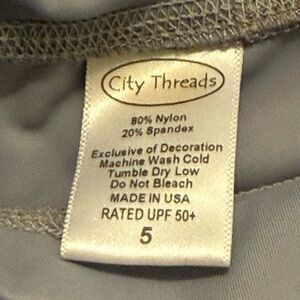 City Threads
80% Nylon
20% Spandex
Exclusive of Decoration
Machine Wash Cold
Tumble Dry Low
Do Not Bleach
MADE IN USA
RATED UPF 50+
5